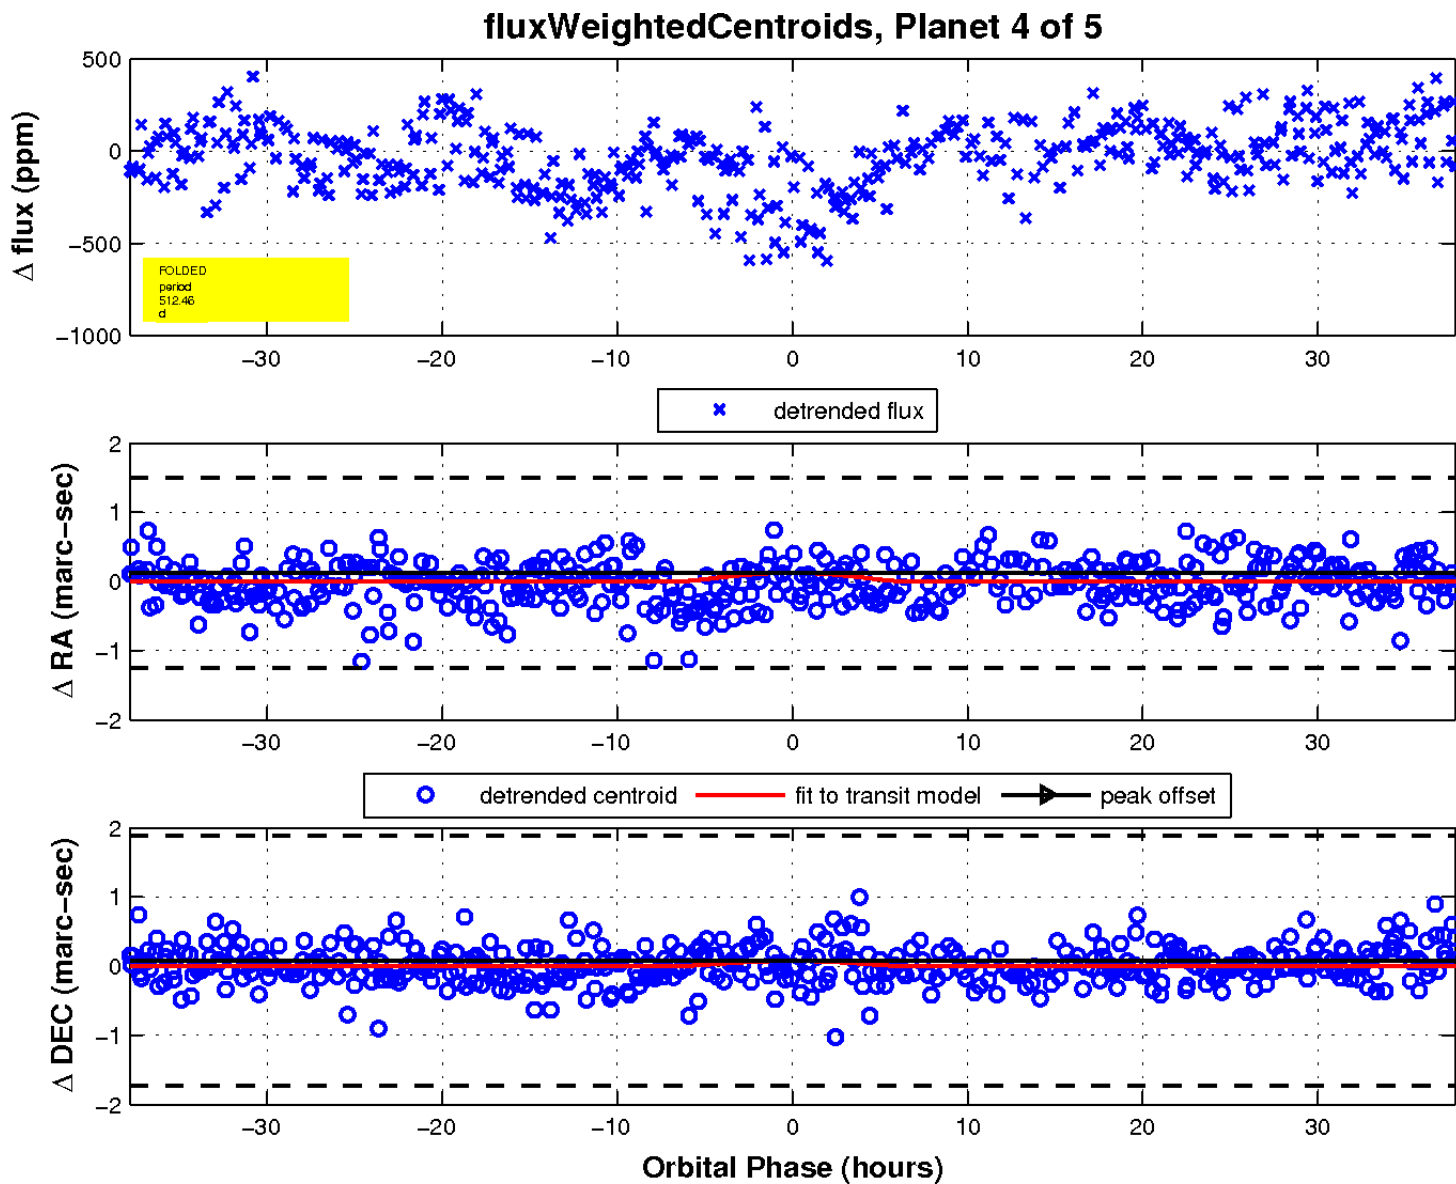 fluxWeightedCentroids, Planet 4 of 5
Δ flux (ppm)
500
0
−500
−1000
FOLDED
period
512.46
d
−30 −20 −10 0 10 20 30
detrended flux
Δ RA (marc−sec)
2
1
0
−1
−2
−30 −20 −10 0 10 20 30
detrended centroid fit to transit model peak offset
Δ DEC (marc−sec)
2
1
0
−1
−2
−30 −20 −10 0 10 20 30
Orbital Phase (hours)